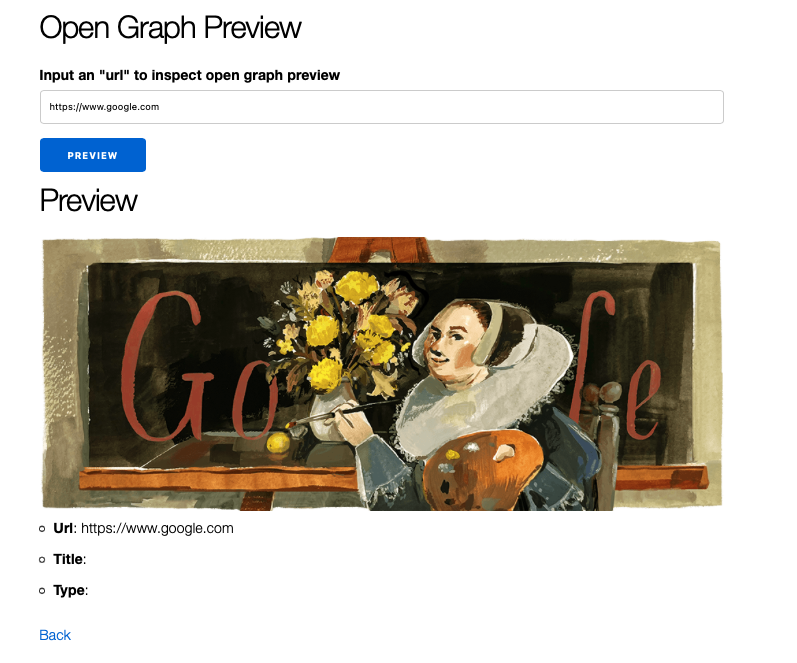 Open Graph Preview
Input an "url" to inspect open graph preview
https://www.google.com
PREVIEW
Preview
Go le
Url: https://www.google.com
Title:
Type:
Back